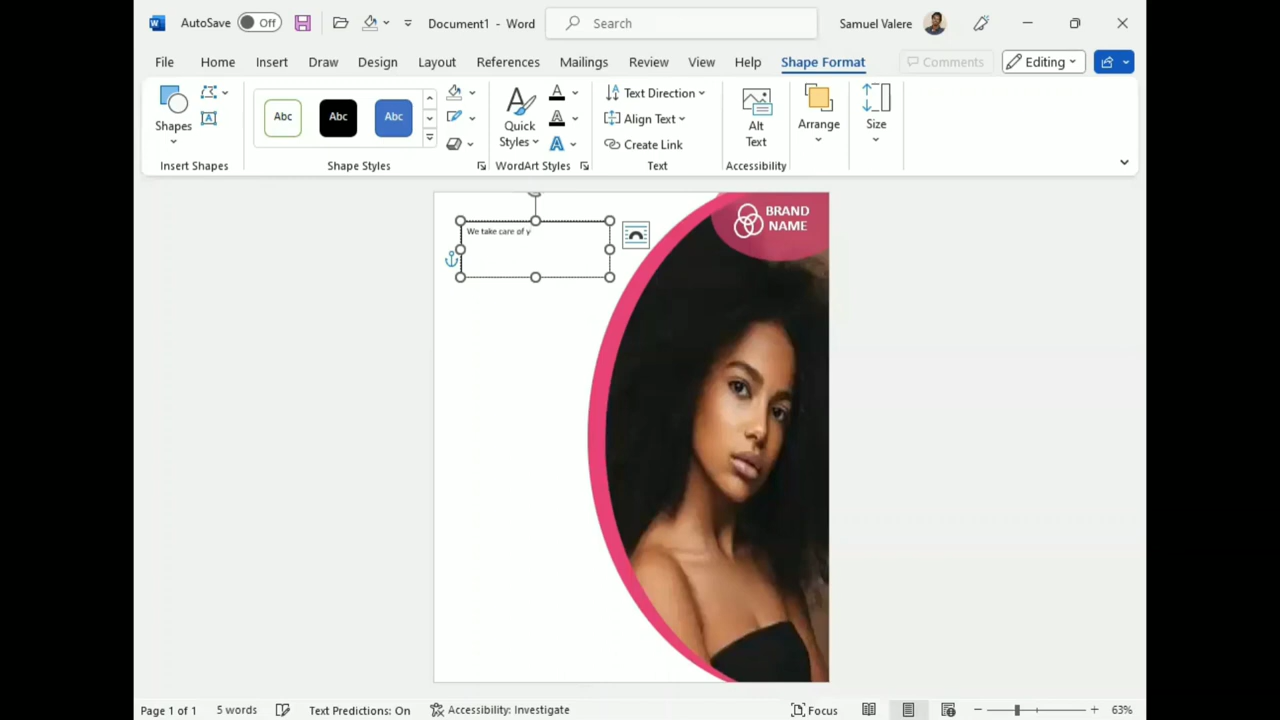 AutoSave Off Document1 - Word Search Samuel Valere
File Home Insert Draw Design Layout References Mailings Review View Help Shape Format Comments Editing
Shapes
Insert Shapes
Abc Abc Abc
Shape Styles
Quick
Styles
A
A
A
WordArt Styles
Text Direction
Align Text
Create Link
Text
Alt
Text
Accessibility
Arrange
Size
We take care of y
BRAND
NAME
Page 1 of 1 5 words Text Predictions: On Accessibility: Investigate Focus 63%